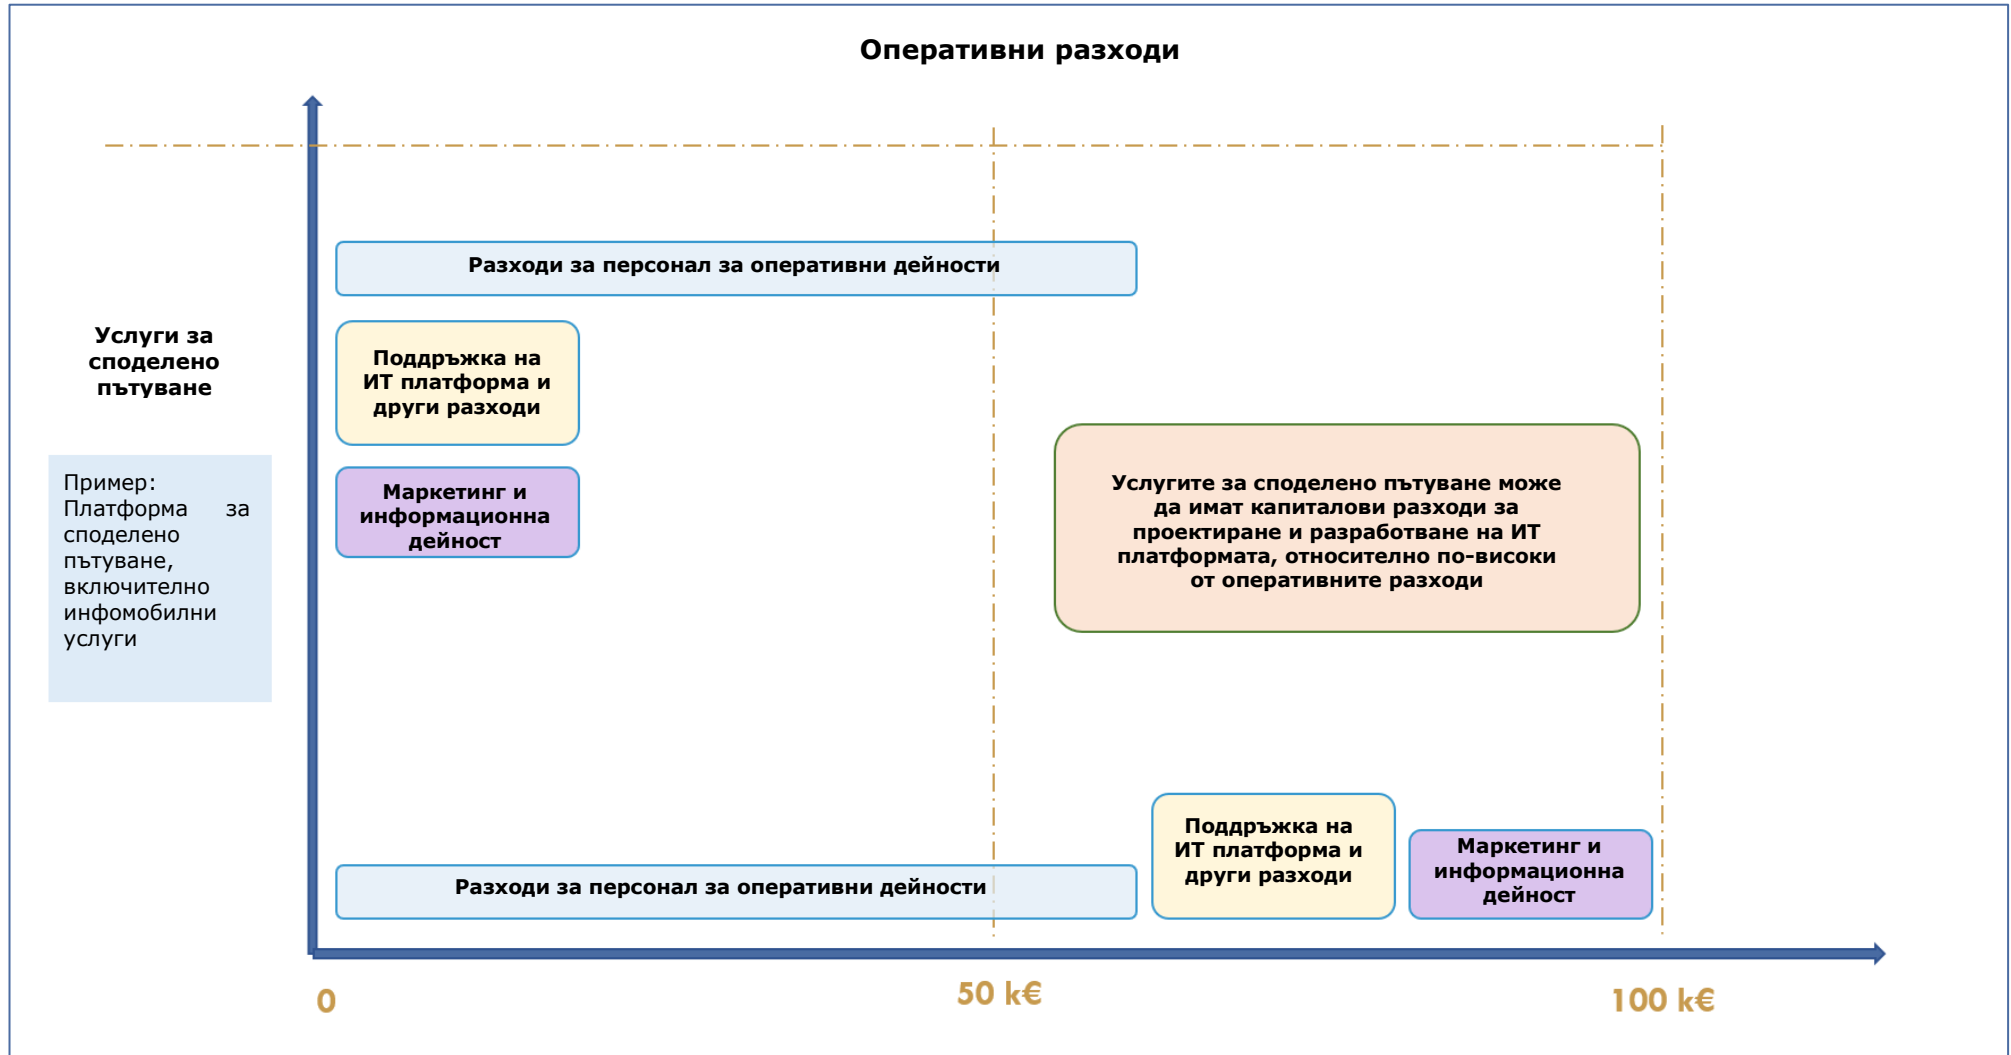 Оперативни разходи
Разходи за персонал за оперативни дейности
Услуги за
споделено
пътуване
Поддръжка на
ИТ платформа и
други разходи
Пример:
Платформа за
споделено
пътуване,
включително
инфомобилни
услуги
Маркетинг и
информационна
дейност
Услугите за споделено пътуване може
да имат капиталови разходи за
проектиране и разработване на ИТ
платформата, относително по-високи
от оперативните разходи
Разходи за персонал за оперативни дейности
Поддръжка на
ИТ платформа и
други разходи
Маркетинг и
информационна
дейност
0
50 k€
100 k€